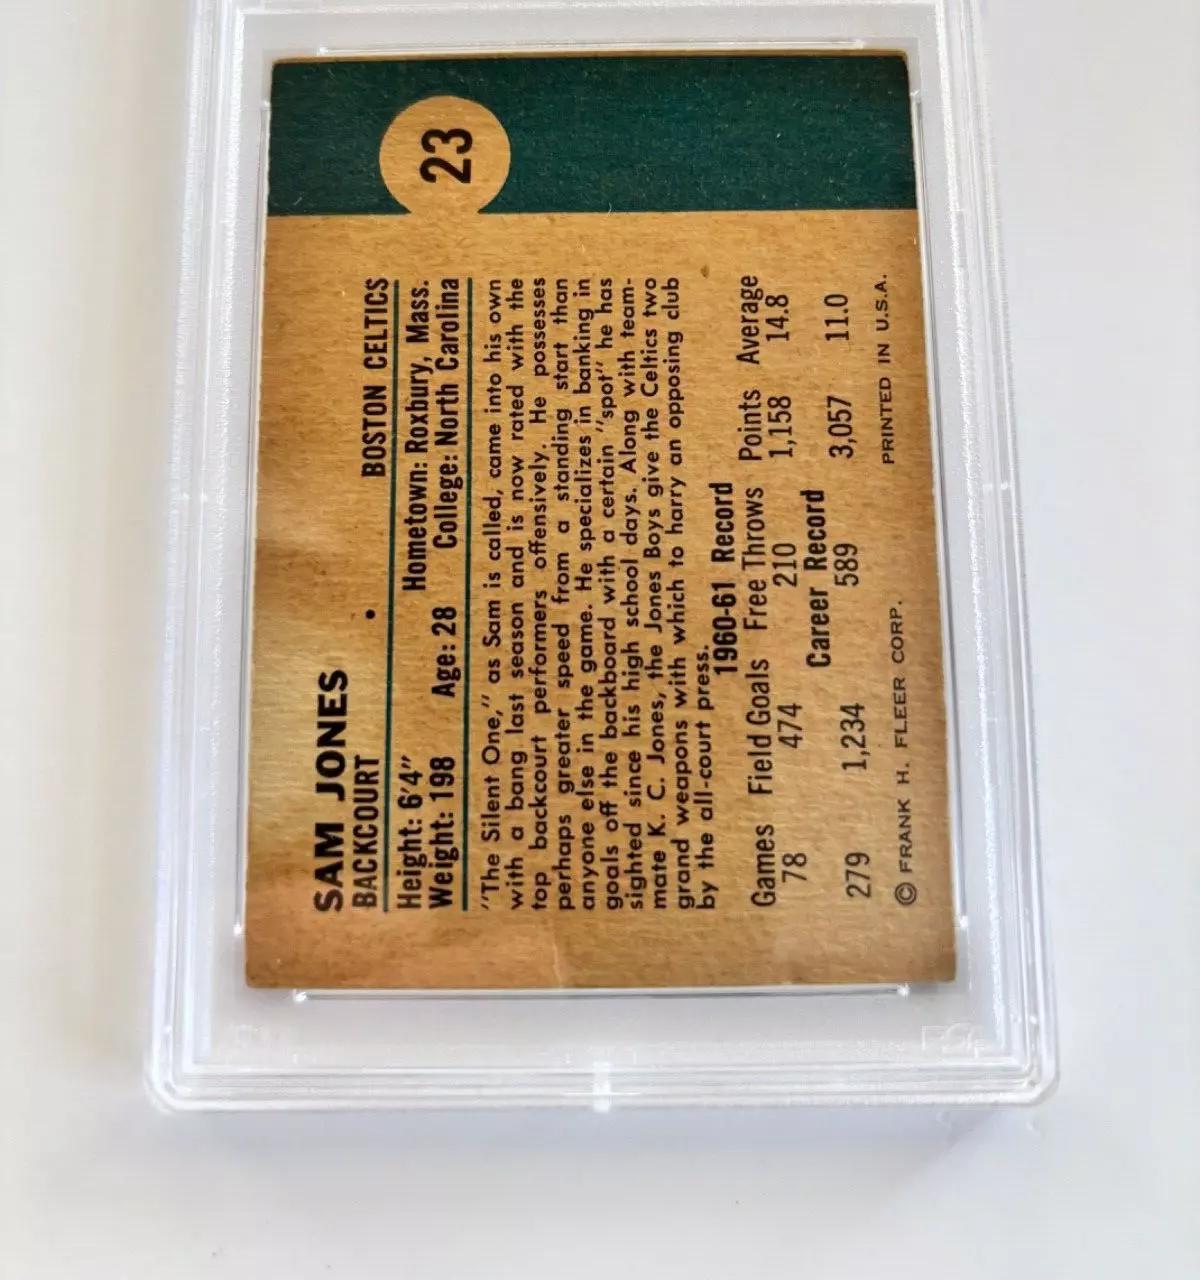 23
SAM JONES
BACKCOURT • BOSTON CELTICS
Height: 6'4" Hometown: Roxbury, Mass.
Weight: 198 Age: 28 College: North Carolina
"The Silent One," as Sam is called, came into his own
with a bang last season and is now rated with the
top backcourt performers offensively. He possesses
perhaps greater speed from a standing start than
anyone else in the game. He specializes in banking in
goals off the backboard with a certain "spot" he has
sighted since his high school days. Along with team-
mate K. C. Jones, the Jones Boys give the Celtics two
grand weapons with which to harry an opposing club
by the all-court press.
1960-61 Record
Games Field Goals Free Throws Points Average
78 474 210 1,158 14.8
Career Record
279 1,234 589 3,057 11.0
© FRANK H. FLEER CORP. PRINTED IN U.S.A.